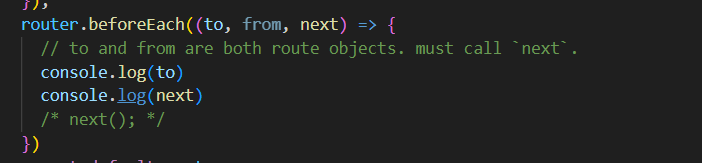 });
router.beforeEach((to, from, next) => {
// to and from are both route objects. must call `next`.
console.log(to)
console.log(next)
/* next(); */
})